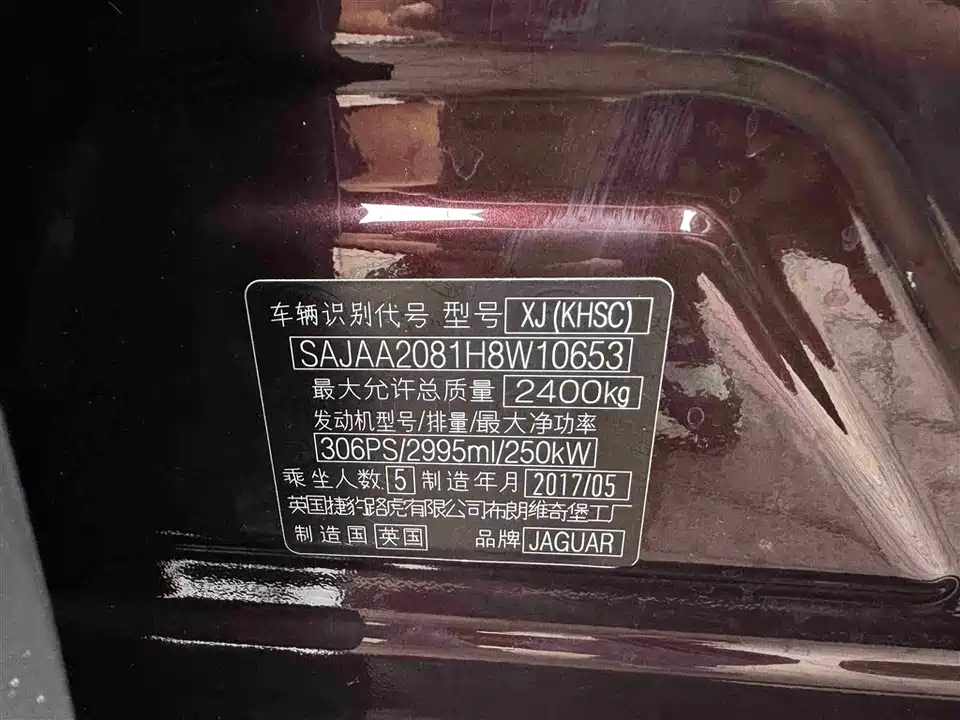 车辆识别代号 型号 XJ (KHSC)
SAJAA2081H8W10653
最大允许总质量 2400kg
发动机型号/排量/最大净功率
306PS/2995ml/250kW
乘坐人数 5 制造年月 2017/05
英国捷豹路虎有限公司布朗维奇堡工厂
制造国 英国 品牌 JAGUAR